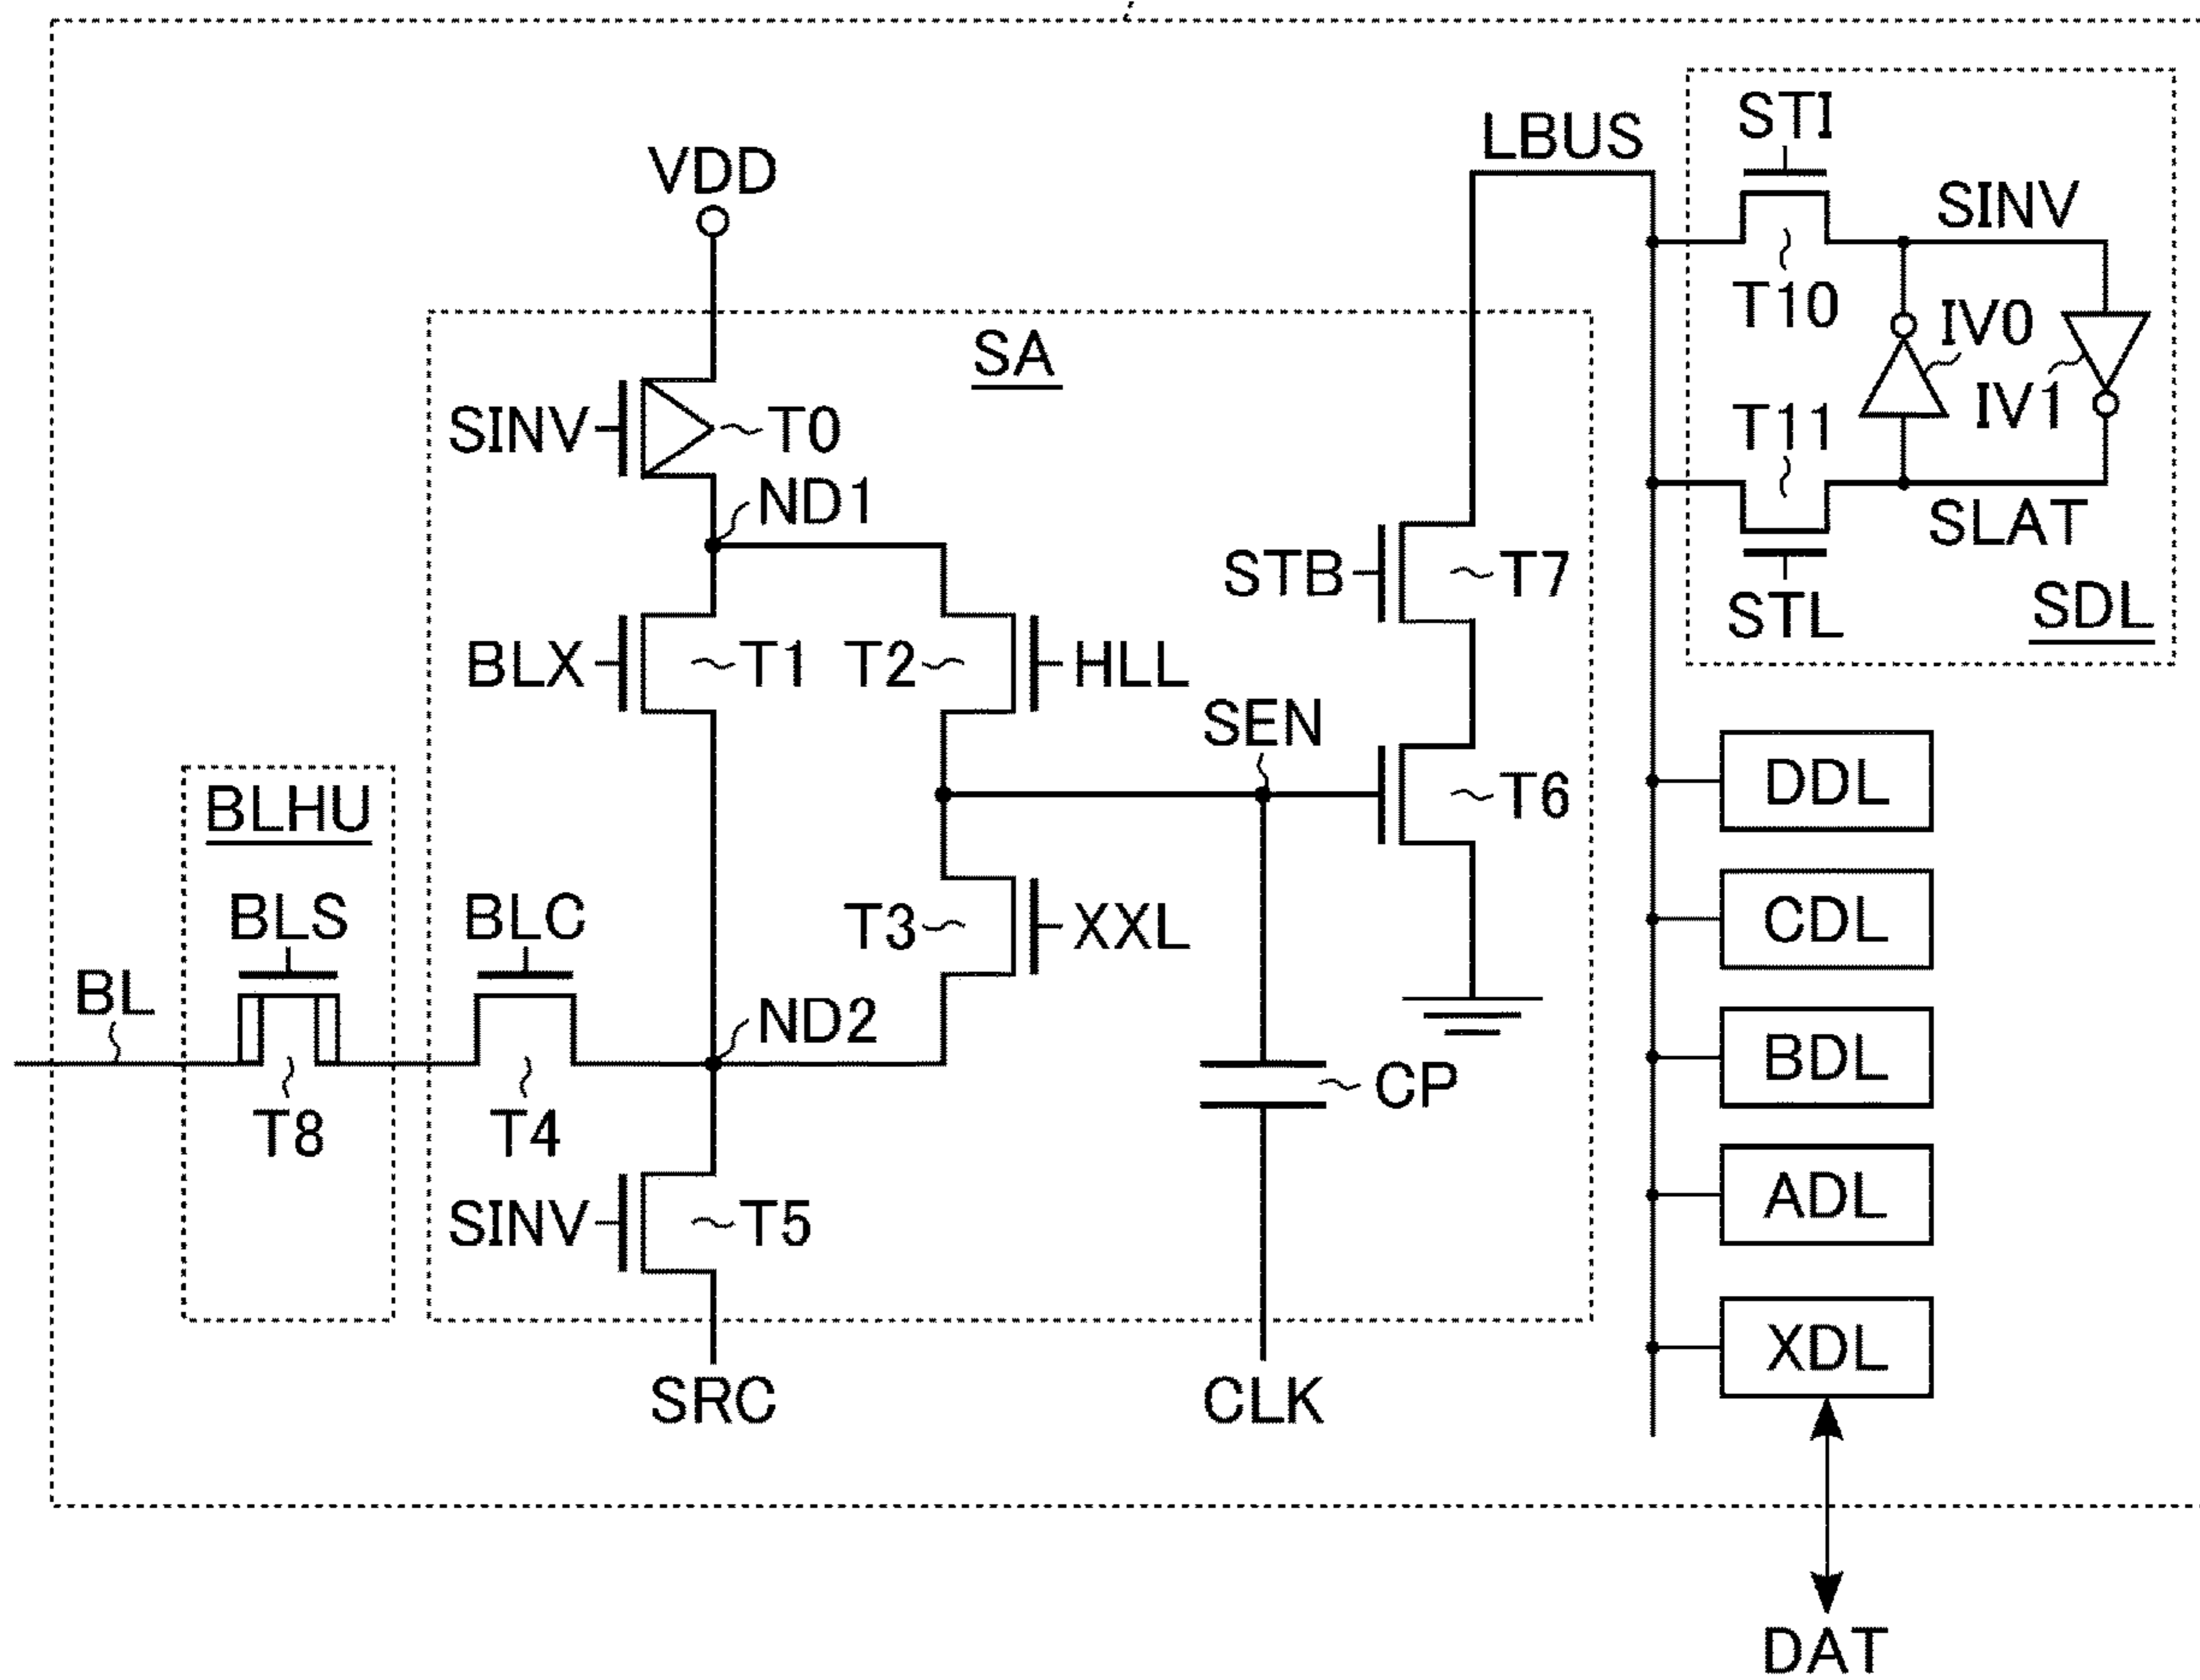 STI
LBUS
VDD
SINV
T10
IV0
SA
IV1
T11
SINV
T0
ND1
SLAT
STB
T7
STL
SDL
BLX
T1
T2
HLL
SEN
BLHU
DDL
T6
BLS
BLC
T3
XXL
CDL
BL
ND2
CP
BDL
T8
T4
SINV
T5
ADL
XDL
SRC
CLK
DAT